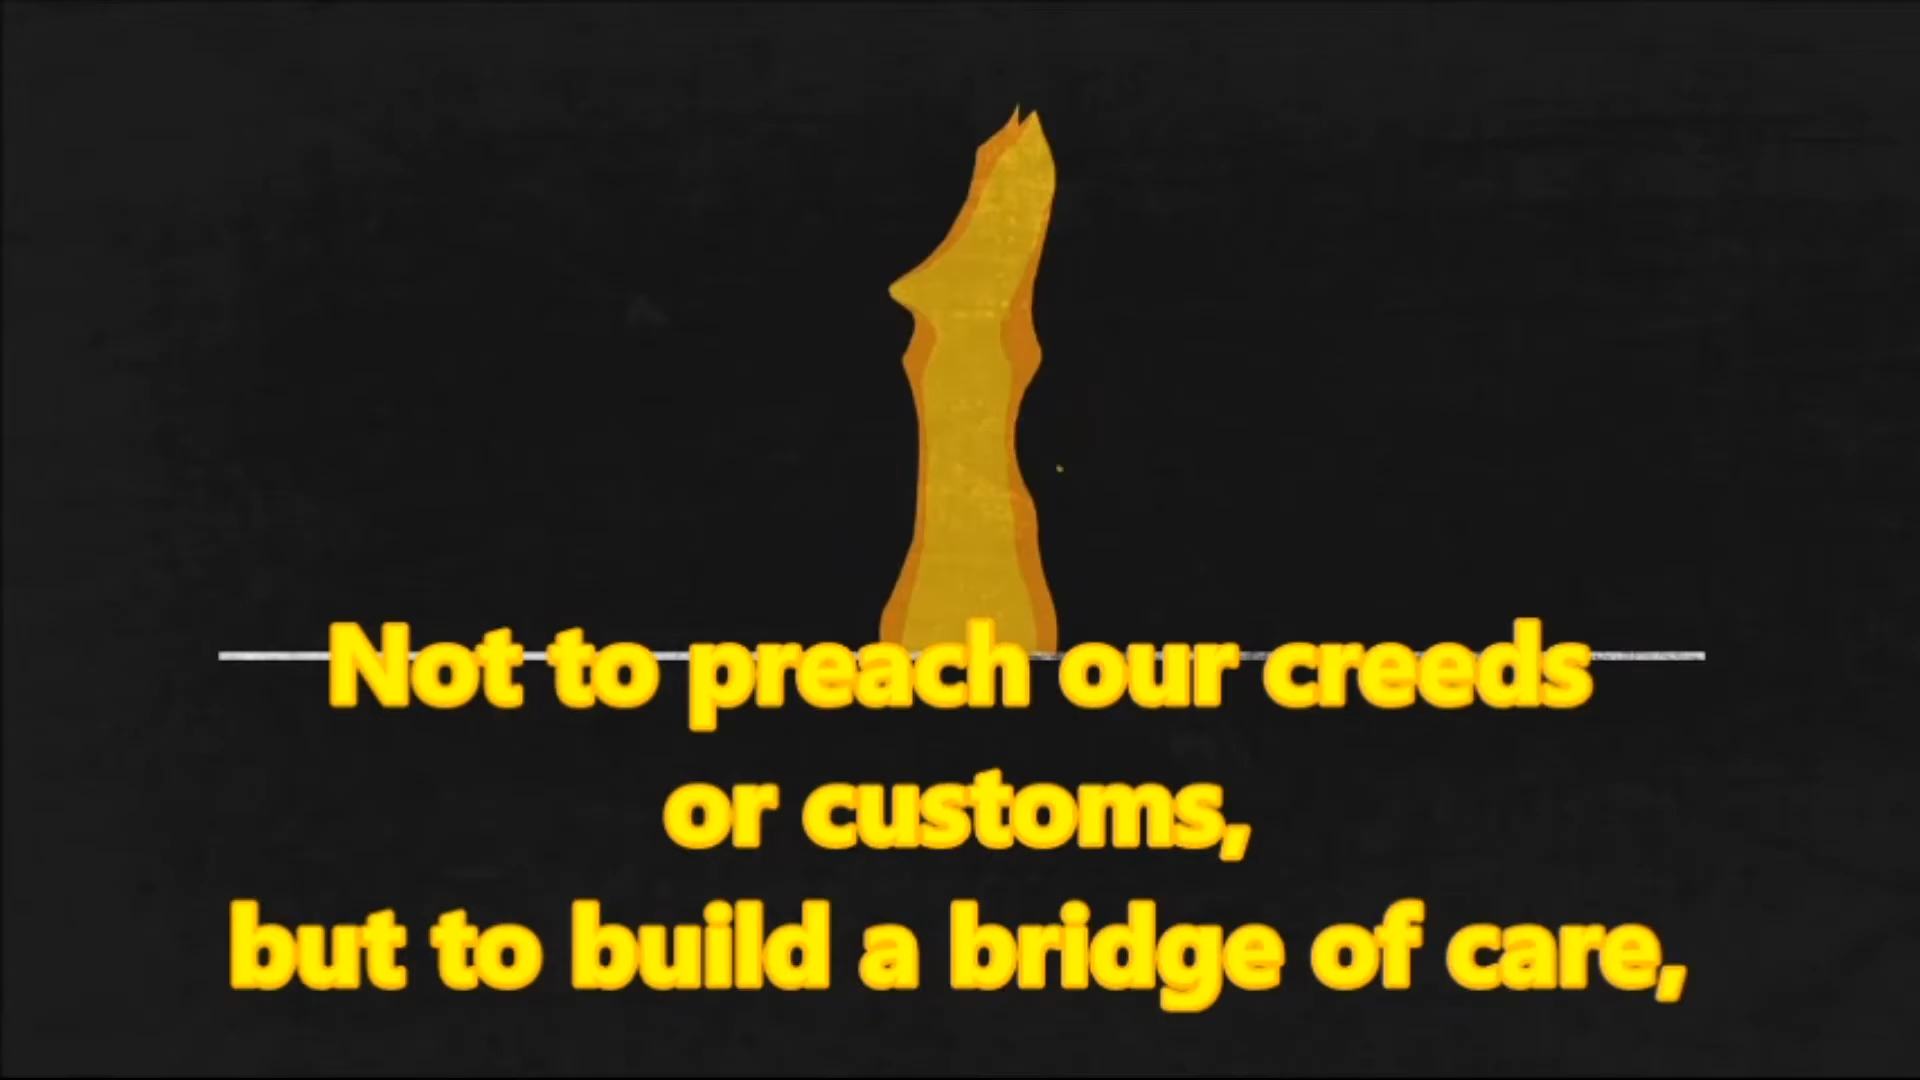 Not to preach our creeds
or customs,
but to build a bridge of care,